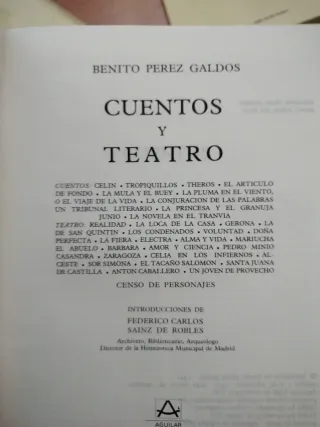 BENITO PEREZ GALDOS
CUENTOS
Y
TEATRO
CUENTOS: CELIN • TROPIQUILLOS • THEROS • EL ARTICULO
DE FONDO • LA MULA Y EL BUEY • LA PLUMA EN EL VIENTO,
O EL VIAJE DE LA VIDA • LA CONJURACION DE LAS PALABRAS
UN TRIBUNAL LITERARIO • LA PRINCESA Y EL GRANUJA
JUNIO • LA NOVELA EN EL TRANVIA
TEATRO: REALIDAD • LA LOCA DE LA CASA • GERONA • LA
DE SAN QUINTIN • LOS CONDENADOS • VOLUNTAD • DOÑA
PERFECTA • LA FIERA • ELECTRA • ALMA Y VIDA • MARIUCHA
EL ABUELO • BARBARA • AMOR Y CIENCIA • PEDRO MINIO
CASANDRA • ZARAGOZA • CELIA EN LOS INFIERNOS • AL-
CESTE • SOR SIMONA • EL TACAÑO SALOMON • SANTA JUANA
DE CASTILLA • ANTON CABALLERO • UN JOVEN DE PROVECHO
CENSO DE PERSONAJES
INTRODUCCIONES DE
FEDERICO CARLOS
SAINZ DE ROBLES
Archivero, Bibliotecario, Arqueólogo
Director de la Hemeroteca Municipal de Madrid
AGUILAR